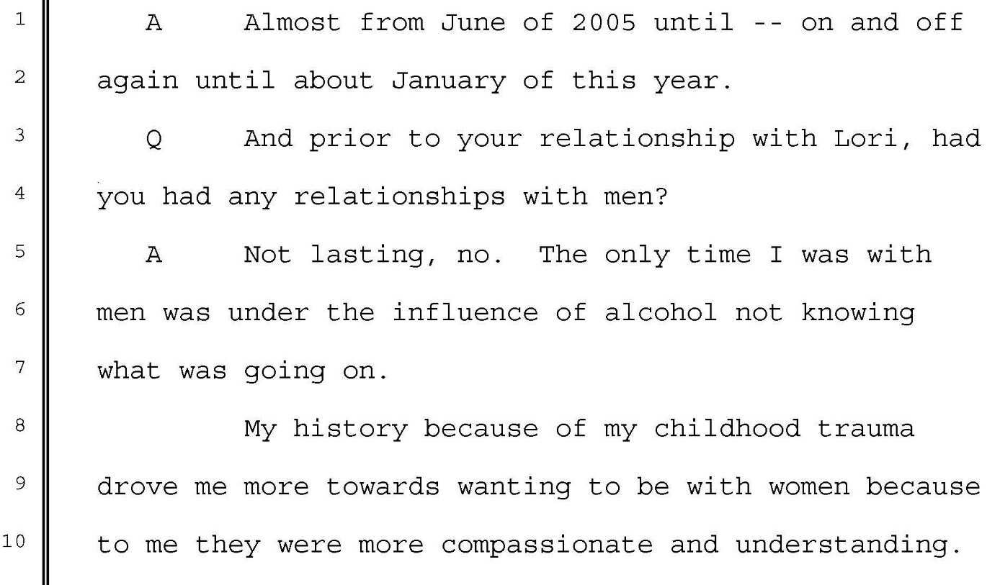 1 A Almost from June of 2005 until -- on and off
2 again until about January of this year.
3 Q And prior to your relationship with Lori, had
4 you had any relationships with men?
5 A Not lasting, no. The only time I was with
6 men was under the influence of alcohol not knowing
7 what was going on.
8 My history because of my childhood trauma
9 drove me more towards wanting to be with women because
10 to me they were more compassionate and understanding.